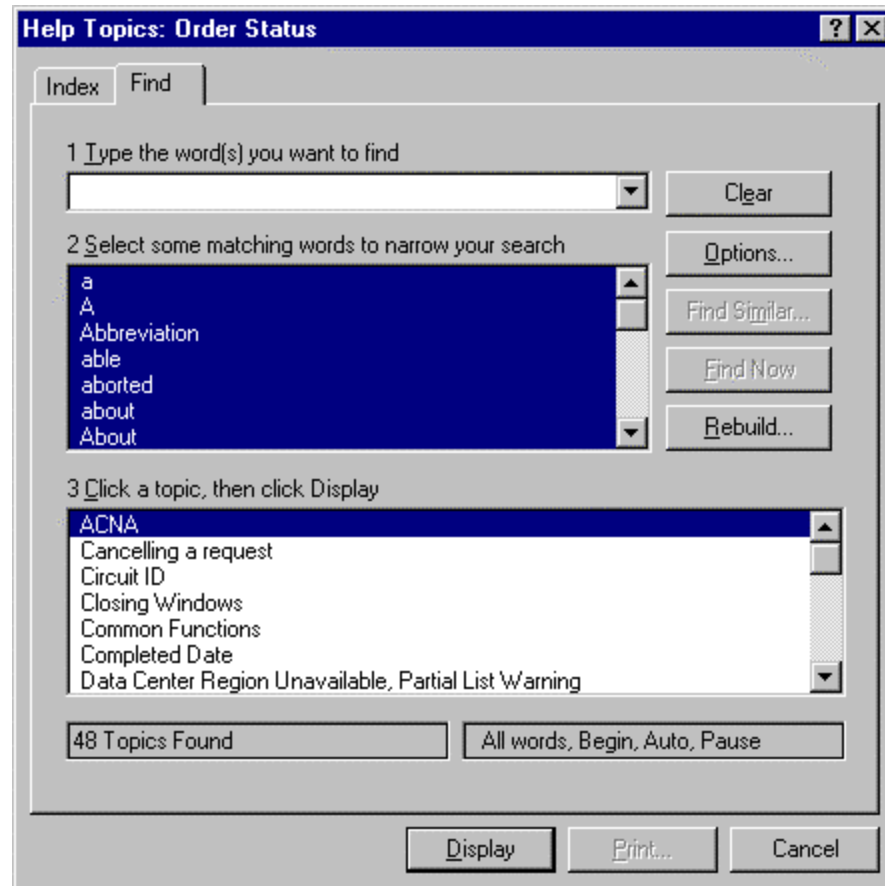 Help Topics: Order Status
Index Find
1 Type the word(s) you want to find
Clear
2 Select some matching words to narrow your search
Options...
a
A
Abbreviation
able
aborted
about
About
Find Similar...
Find Now
Rebuild...
3 Click a topic, then click Display
ACNA
Cancelling a request
Circuit ID
Closing Windows
Common Functions
Completed Date
Data Center Region Unavailable, Partial List Warning
48 Topics Found All words, Begin, Auto, Pause
Display Print... Cancel